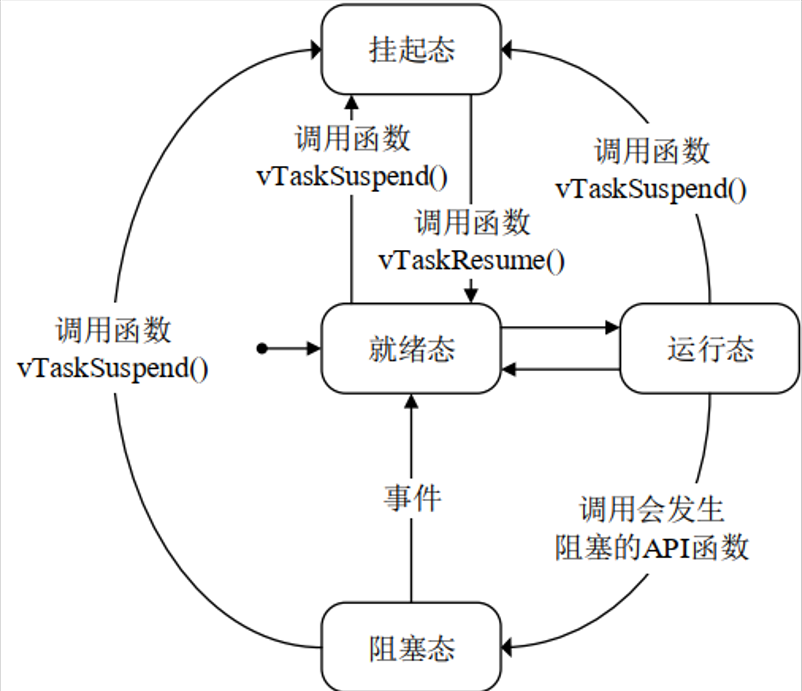 挂起态
调用函数
vTaskSuspend()
调用函数
vTaskSuspend()
调用函数
vTaskResume()
调用函数
vTaskSuspend()
就绪态
运行态
事件
调用会发生
阻塞的API函数
阻塞态